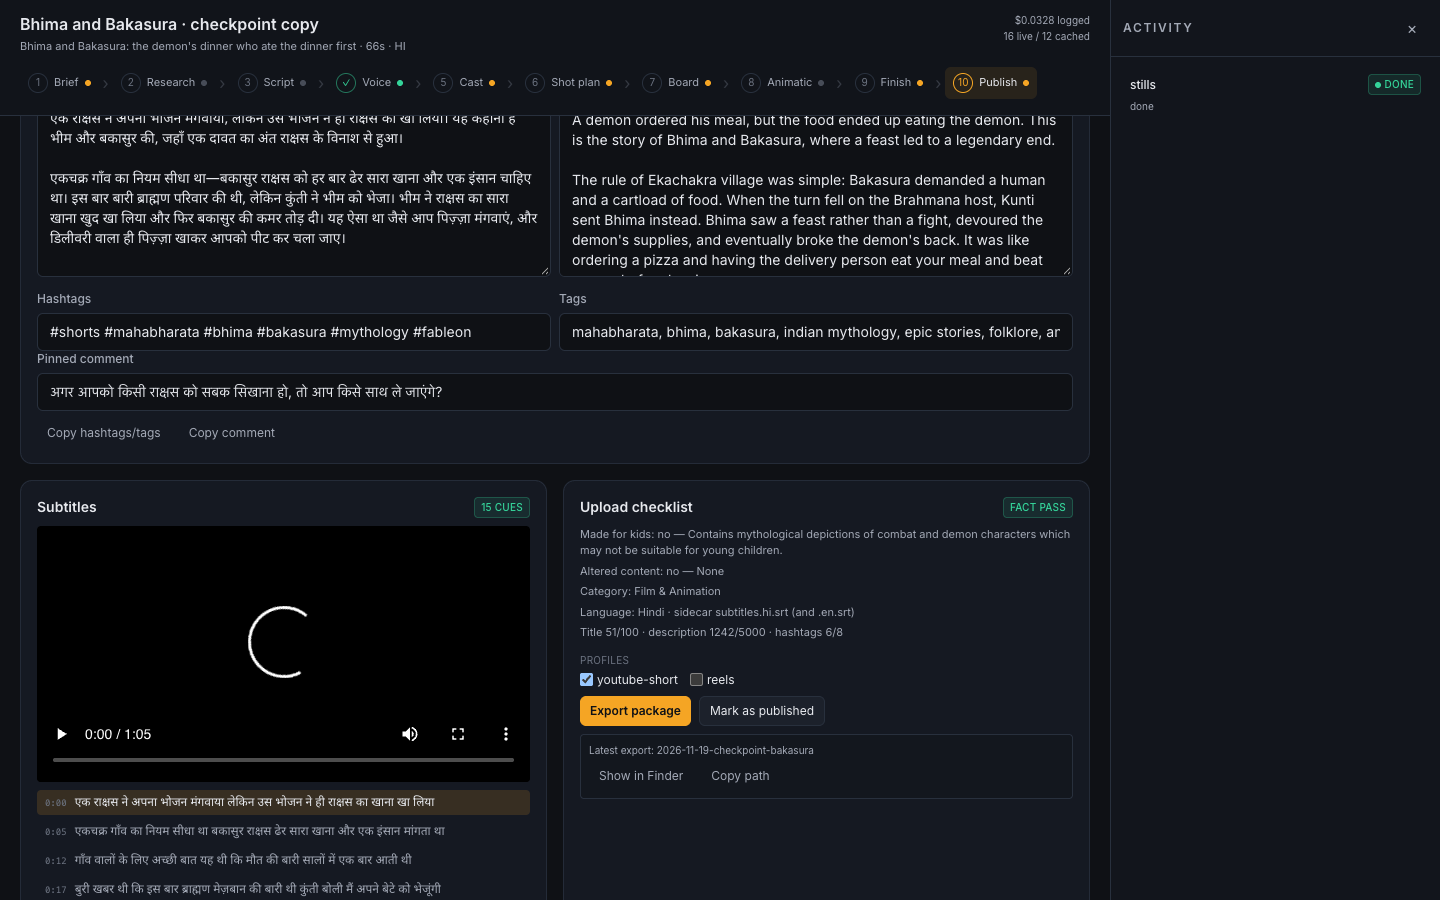 Bhima and Bakasura · checkpoint copy
Bhima and Bakasura: the demon's dinner who ate the dinner first · 66s · HI
$0.0328 logged
16 live / 12 cached
1 Brief
2 Research
3 Script
Voice
5 Cast
6 Shot plan
7 Board
8 Animatic
9 Finish
10 Publish
ACTIVITY
×
stills
DONE
done
एक राक्षस ने अपना भोजन मंगवाया, लेकिन उस भोजन ने ही राक्षस का खा लिया। यह कहानी है
भीम और बकासुर की, जहाँ एक दावत का अंत राक्षस के विनाश से हुआ।
एकचक्र गाँव का नियम सीधा था—बकासुर राक्षस को हर बार ढेर सारा खाना और एक इंसान चाहिए
था। इस बार बारी ब्राह्मण परिवार की थी, लेकिन कुंती ने भीम को भेजा। भीम ने राक्षस का सारा
खाना खुद खा लिया और फिर बकासुर की कमर तोड़ दी। यह ऐसा था जैसे आप पिज़्ज़ा मंगवाएं, और
डिलीवरी वाला ही पिज़्ज़ा खाकर आपको पीट कर चला जाए।
A demon ordered his meal, but the food ended up eating the demon. This
is the story of Bhima and Bakasura, where a feast led to a legendary end.
The rule of Ekachakra village was simple: Bakasura demanded a human
and a cartload of food. When the turn fell on the Brahmana host, Kunti
sent Bhima instead. Bhima saw a feast rather than a fight, devoured the
demon's supplies, and eventually broke the demon's back. It was like
ordering a pizza and having the delivery person eat your meal and beat
Hashtags
#shorts #mahabharata #bhima #bakasura #mythology #fableon
Tags
mahabharata, bhima, bakasura, indian mythology, epic stories, folklore, ar
Pinned comment
अगर आपको किसी राक्षस को सबक सिखाना हो, तो आप किसे साथ ले जाएंगे?
Copy hashtags/tags
Copy comment
Subtitles
15 CUES
0:00 / 1:05
0:00 एक राक्षस ने अपना भोजन मंगवाया लेकिन उस भोजन ने ही राक्षस का खाना खा लिया
0:05 एकचक्र गाँव का नियम सीधा था बकासुर राक्षस ढेर सारा खाना और एक इंसान मांगता था
0:12 गाँव वालों के लिए अच्छी बात यह थी कि मौत की बारी सालों में एक बार आती थी
0:17 बुरी खबर थी कि इस बार ब्राह्मण मेज़बान की बारी थी कुंती बोली मैं अपने बेटे को भेजूंगी
Upload checklist
FACT PASS
Made for kids: no — Contains mythological depictions of combat and demon characters which
may not be suitable for young children.
Altered content: no — None
Category: Film & Animation
Language: Hindi · sidecar subtitles.hi.srt (and .en.srt)
Title 51/100 · description 1242/5000 · hashtags 6/8
PROFILES
youtube-short
reels
Export package
Mark as published
Latest export: 2026-11-19-checkpoint-bakasura
Show in Finder
Copy path